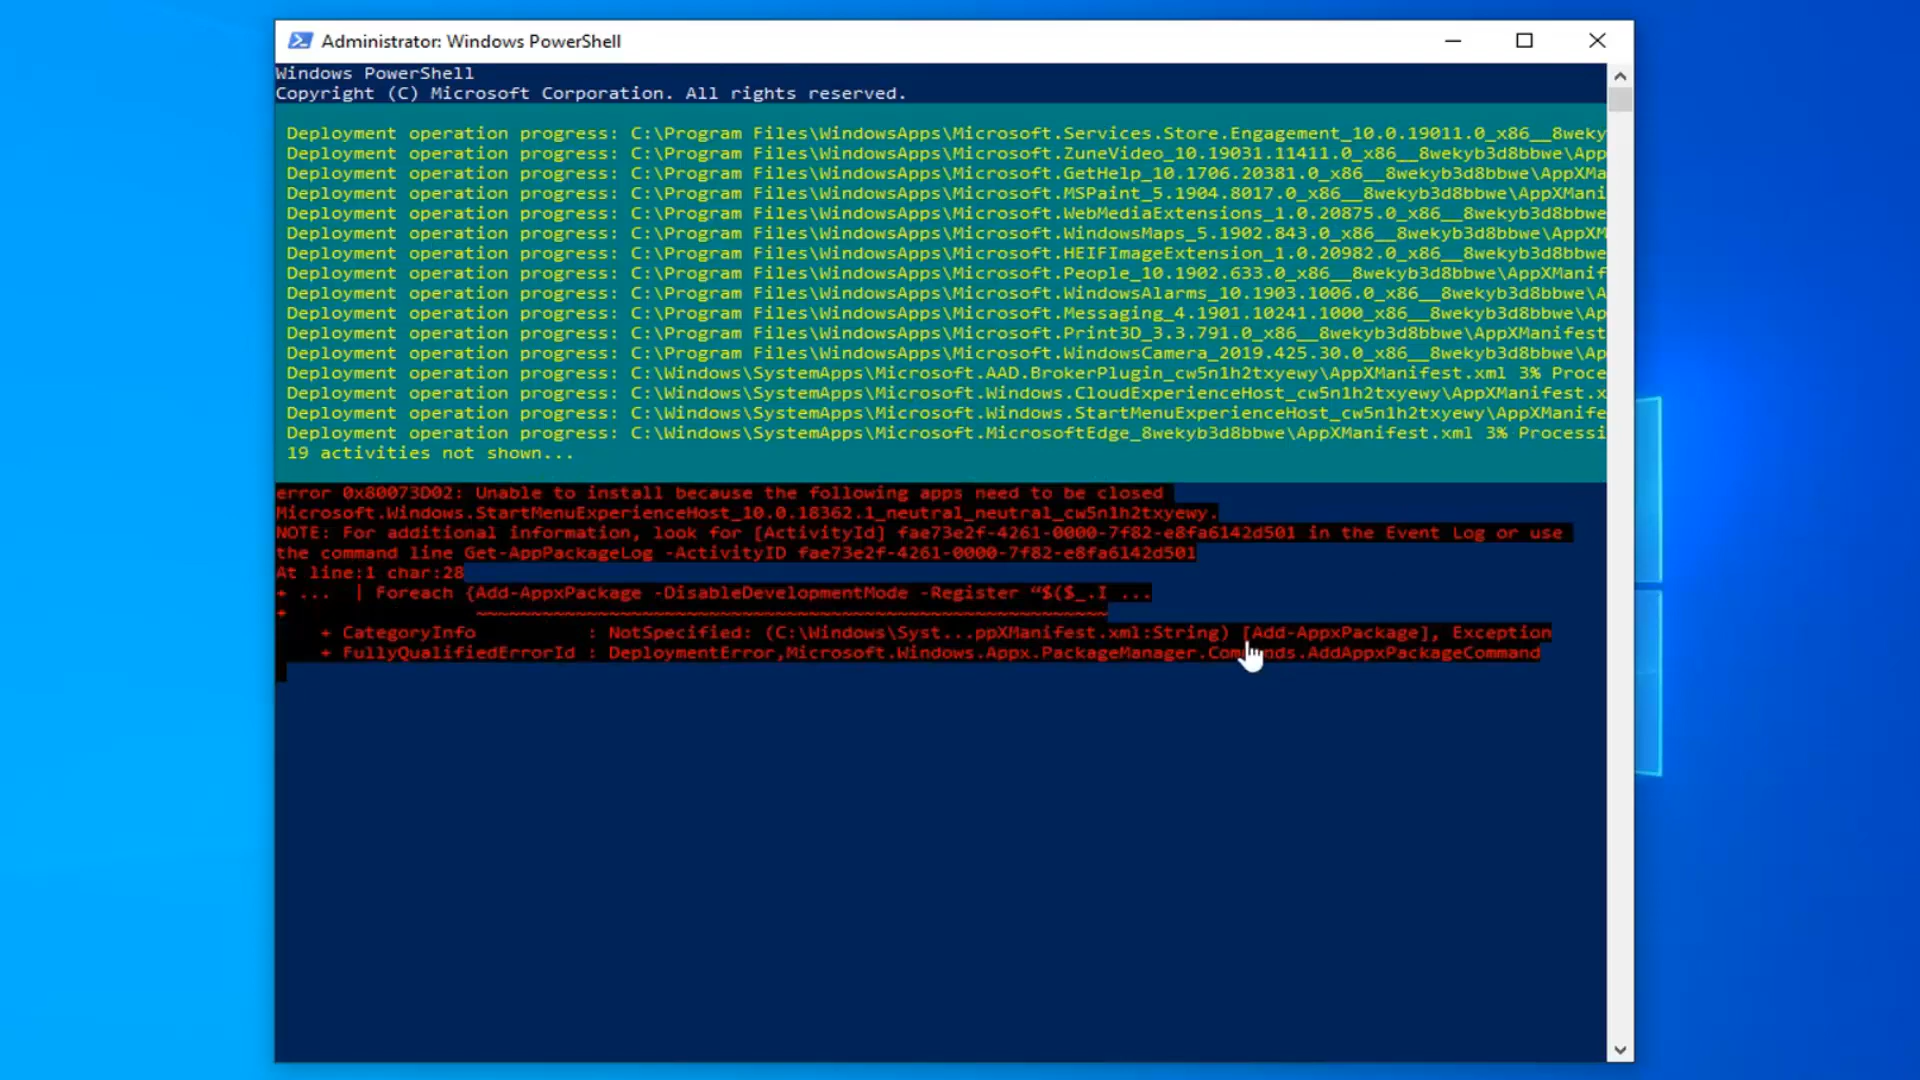 Administrator: Windows PowerShell
Windows PowerShell
Copyright (C) Microsoft Corporation. All rights reserved.
Deployment operation progress: C:\Program Files\WindowsApps\Microsoft.Services.Store.Engagement_10.0.19011.0_x86__8weky
Deployment operation progress: C:\Program Files\WindowsApps\Microsoft.ZuneVideo_10.19031.11411.0_x86__8wekyb3d8bbwe\App
Deployment operation progress: C:\Program Files\WindowsApps\Microsoft.GetHelp_10.1706.20381.0_x86__8wekyb3d8bbwe\AppXMa
Deployment operation progress: C:\Program Files\WindowsApps\Microsoft.MSPaint_5.1904.8017.0_x86__8wekyb3d8bbwe\AppXMani
Deployment operation progress: C:\Program Files\WindowsApps\Microsoft.WebMediaExtensions_1.0.20875.0_x86__8wekyb3d8bbwe
Deployment operation progress: C:\Program Files\WindowsApps\Microsoft.WindowsMaps_5.1902.843.0_x86__8wekyb3d8bbwe\AppXM
Deployment operation progress: C:\Program Files\WindowsApps\Microsoft.HEIFImageExtension_1.0.20982.0_x86__8wekyb3d8bbwe
Deployment operation progress: C:\Program Files\WindowsApps\Microsoft.People_10.1902.633.0_x86__8wekyb3d8bbwe\AppXManif
Deployment operation progress: C:\Program Files\WindowsApps\Microsoft.WindowsAlarms_10.1903.1006.0_x86__8wekyb3d8bbwe\A
Deployment operation progress: C:\Program Files\WindowsApps\Microsoft.Messaging_4.1901.10241.1000_x86__8wekyb3d8bbwe\Ap
Deployment operation progress: C:\Program Files\WindowsApps\Microsoft.Print3D_3.3.791.0_x86__8wekyb3d8bbwe\AppXManifest
Deployment operation progress: C:\Program Files\WindowsApps\Microsoft.WindowsCamera_2019.425.30.0_x86__8wekyb3d8bbwe\Ap
Deployment operation progress: C:\Windows\SystemApps\Microsoft.AAD.BrokerPlugin_cw5n1h2txyewy\AppXManifest.xml 3% Proce
Deployment operation progress: C:\Windows\SystemApps\Microsoft.Windows.CloudExperienceHost_cw5n1h2txyewy\AppXManifest.x
Deployment operation progress: C:\Windows\SystemApps\Microsoft.Windows.StartMenuExperienceHost_cw5n1h2txyewy\AppXManife
Deployment operation progress: C:\Windows\SystemApps\Microsoft.MicrosoftEdge_8wekyb3d8bbwe\AppXManifest.xml 3% Processi
19 activities not shown...
error 0x80073D02: Unable to install because the following apps need to be closed
Microsoft.Windows.StartMenuExperienceHost_10.0.18362.1_neutral_neutral_cw5n1h2txyewy.
NOTE: For additional information, look for [ActivityId] fae73e2f-4261-0000-7f82-e8fa6142d501 in the Event Log or use
the command line Get-AppPackageLog -ActivityID fae73e2f-4261-0000-7f82-e8fa6142d501
At line:1 char:28
+ ... | Foreach {Add-AppxPackage -DisableDevelopmentMode -Register “$($_.I ...
+ ~~~~~~~~~~~~~~~~~~~~~~~~~~~~~~~~~~~~~~~~~~~~~~~~~~~~~~~~~
+ CategoryInfo : NotSpecified: (C:\Windows\Syst...ppXManifest.xml:String) [Add-AppxPackage], Exception
+ FullyQualifiedErrorId : DeploymentError,Microsoft.Windows.Appx.PackageManager.Commands.AddAppxPackageCommand